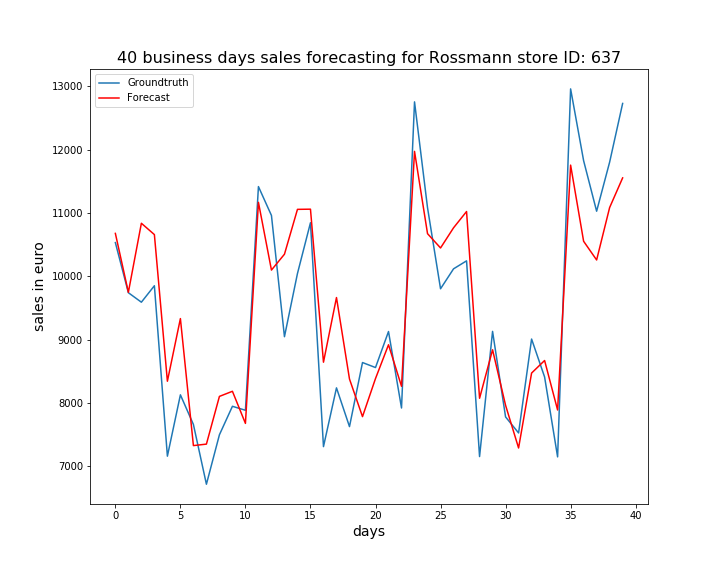 40 business days sales forecasting for Rossmann store ID: 637
Groundtruth
Forecast
13000
12000
11000
10000
9000
8000
7000
sales in euro
0 5 10 15 20 25 30 35 40
days